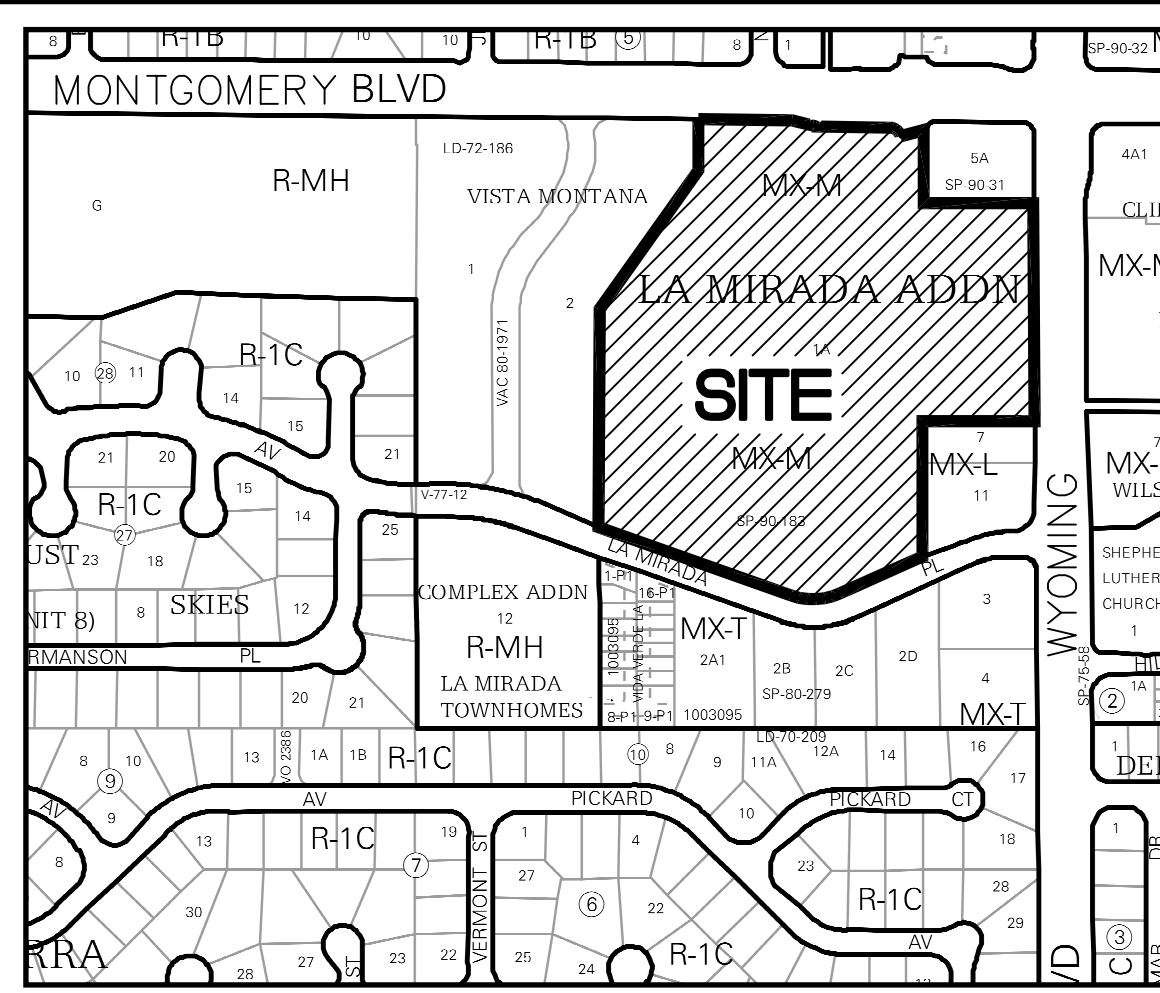 8
R-1B
10
10
R-1B
5
8
1
SP-90-32
MONTGOMERY BLVD
LD-72-186
R-MH
VISTA MONTANA
G
1
2
VAC 80-1971
MX-M
5A
SP-90-31
4A1
LA MIRADA ADDN
1A
SITE
MX-M
SP-90-183
MX-L
7
11
WYOMING
R-1C
10
28
11
14
15
AV
21
V-77-12
21
20
R-1C
15
14
27
25
UST
23
18
SKIES
NIT 8)
8
12
RMANSON
PL
20
21
COMPLEX ADDN
12
R-MH
LA MIRADA
TOWNHOMES
LA MIRADA
PL
1-P1
16-P1
1003095
VIDA VERDE LA
8-P1
9-P1
1003095
MX-T
2A1
2B
2C
2D
SP-80-279
3
4
MX-T
SP-75-58
SHEPHE
LUTHER
CHURCH
1
1A
2
1
8
10
9
9
13
VO 2386
1A
1B
R-1C
10
8
9
11A
LD-70-209
12A
14
16
17
10
AV
AV
PICKARD
PICKARD
CT
8
13
R-1C
19
7
VERMONT ST
1
4
27
6
22
23
18
R-1C
28
29
30
RRA
28
27
ST
23
22
25
24
R-1C
AV
VD
1
3
C
DR